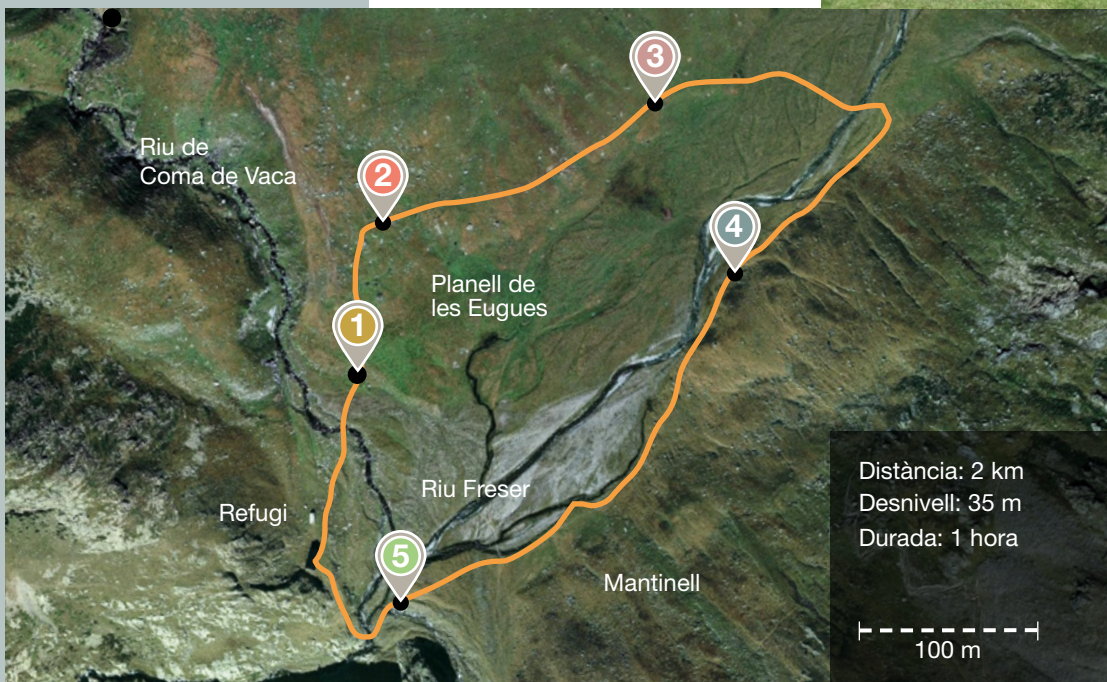 3
Riu de
Coma de Vaca
2
4
Planell de
les Eugues
1
Distància: 2 km
Desnivell: 35 m
Durada: 1 hora
Riu Freser
Refugi
5
Mantinell
100 m